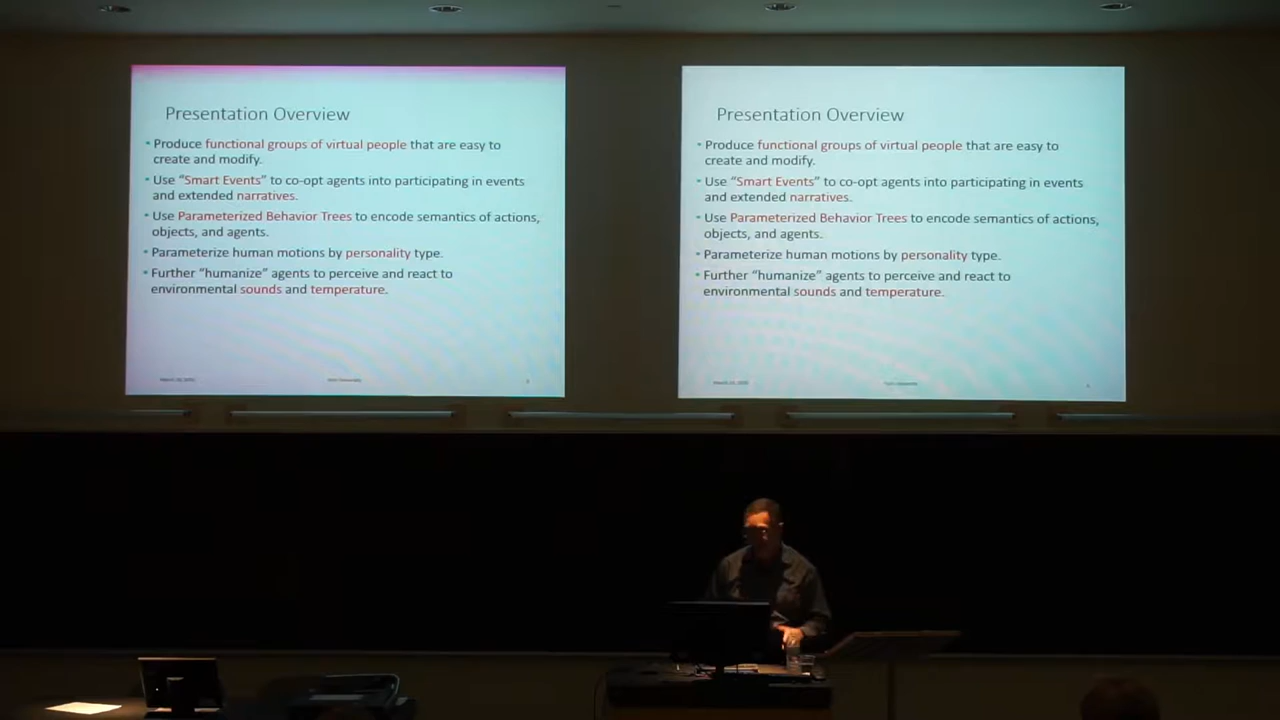 Presentation Overview
• Produce functional groups of virtual people that are easy to
create and modify.
• Use “Smart Events” to co-opt agents into participating in events
and extended narratives.
• Use Parameterized Behavior Trees to encode semantics of actions,
objects, and agents.
• Parameterize human motions by personality type.
• Further “humanize” agents to perceive and react to
environmental sounds and temperature.
Presentation Overview
• Produce functional groups of virtual people that are easy to
create and modify.
• Use “Smart Events” to co-opt agents into participating in events
and extended narratives.
• Use Parameterized Behavior Trees to encode semantics of actions,
objects, and agents.
• Parameterize human motions by personality type.
• Further “humanize” agents to perceive and react to
environmental sounds and temperature.